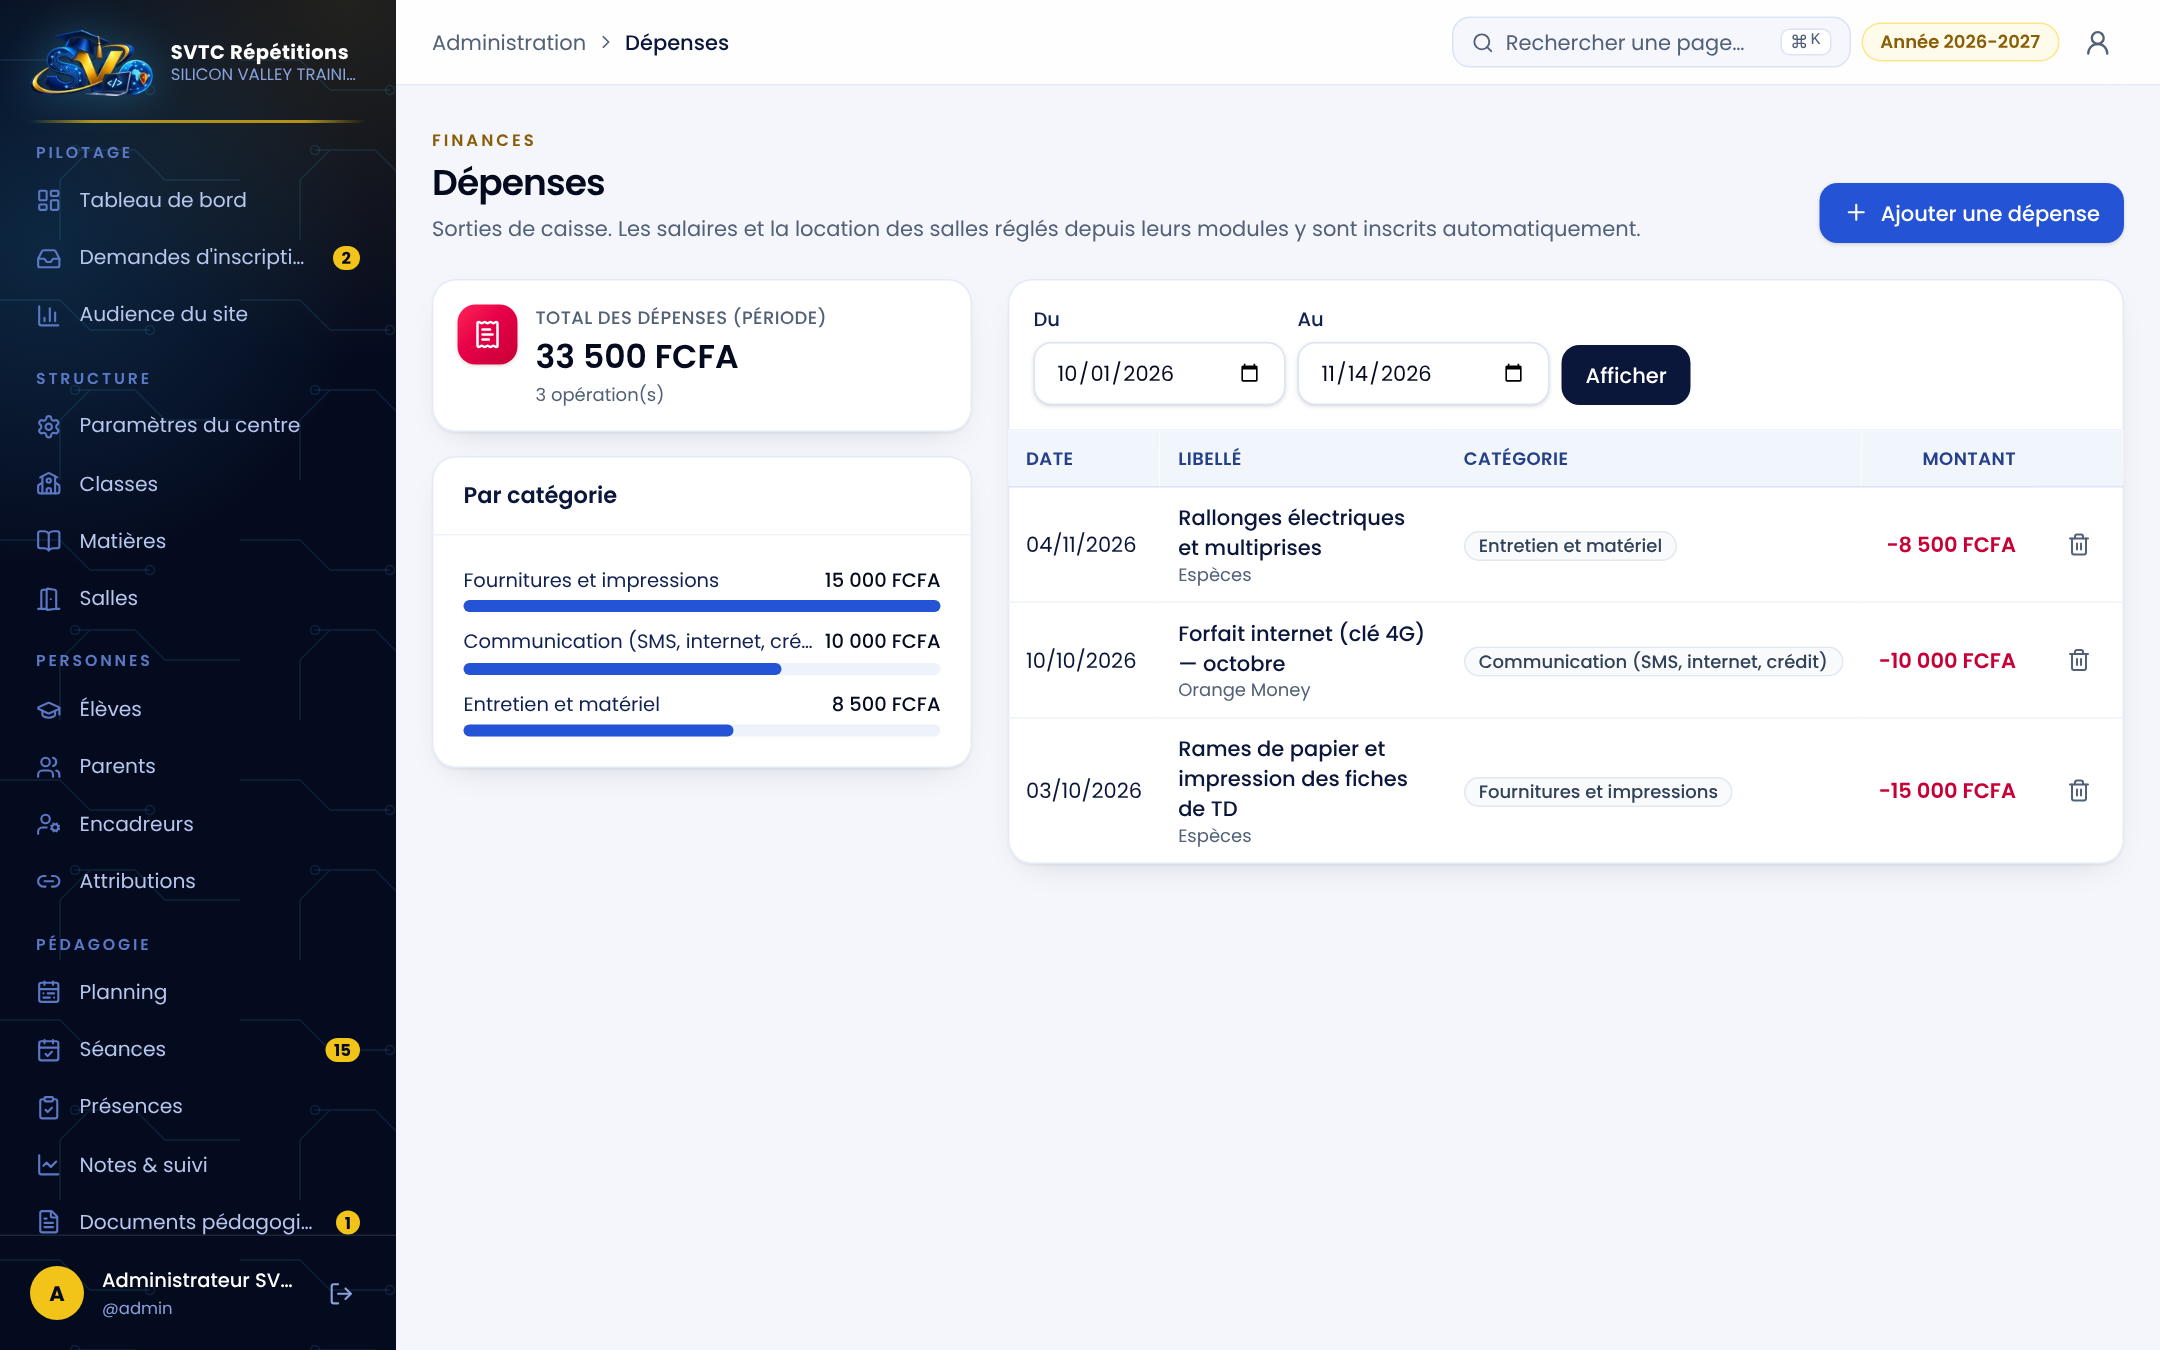 SVTC Répétitions
SILICON VALLEY TRAINI...
PILOTAGE
Tableau de bord
Demandes d'inscripti... 2
Audience du site
STRUCTURE
Paramètres du centre
Classes
Matières
Salles
PERSONNES
Élèves
Parents
Encadreurs
Attributions
PÉDAGOGIE
Planning
Séances 15
Présences
Notes & suivi
Documents pédagogi... 1
A
Administrateur SV...
@admin
Administration > Dépenses
Rechercher une page... ⌘ K
Année 2026-2027
FINANCES
Dépenses
Sorties de caisse. Les salaires et la location des salles réglés depuis leurs modules y sont inscrits automatiquement.
+ Ajouter une dépense
TOTAL DES DÉPENSES (PÉRIODE)
33 500 FCFA
3 opération(s)
Par catégorie
Fournitures et impressions 15 000 FCFA
Communication (SMS, internet, cré... 10 000 FCFA
Entretien et matériel 8 500 FCFA
Du Au
10/01/2026 11/14/2026 Afficher
DATE LIBELLÉ CATÉGORIE MONTANT
04/11/2026 Rallonges électriques
et multiprises
Espèces
Entretien et matériel -8 500 FCFA
10/10/2026 Forfait internet (clé 4G)
— octobre
Orange Money
Communication (SMS, internet, crédit) -10 000 FCFA
03/10/2026 Rames de papier et
impression des fiches
de TD
Espèces
Fournitures et impressions -15 000 FCFA